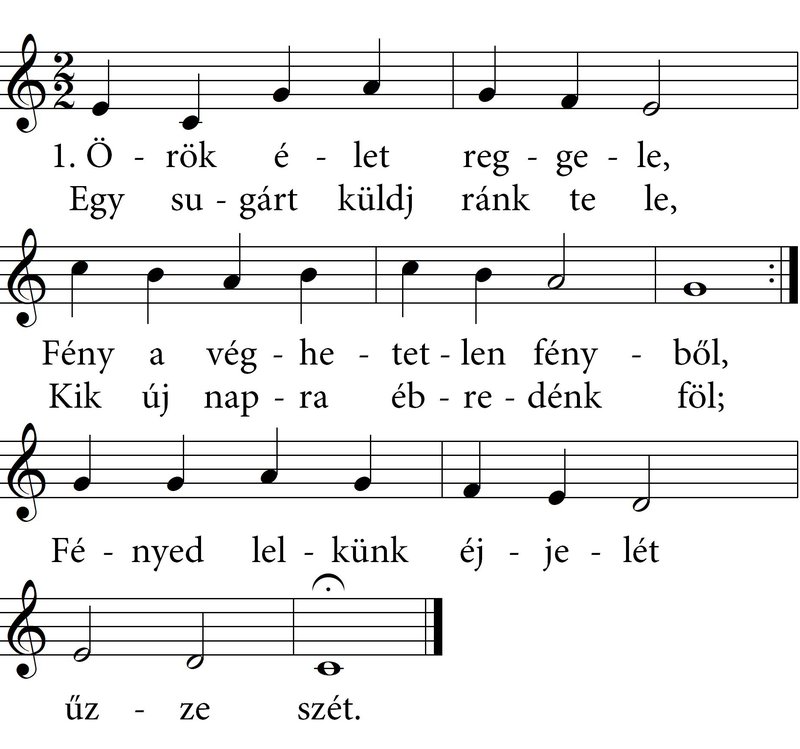 2
2
1. Ö - rök é - let reg - ge - le,
Egy su - gárt küldj ránk te le,
Fény a vég - he - tet - len fény - ből,
Kik új nap - ra éb - re - dénk föl;
Fé - nyed lel - künk éj - je - lét
űz - ze szét.